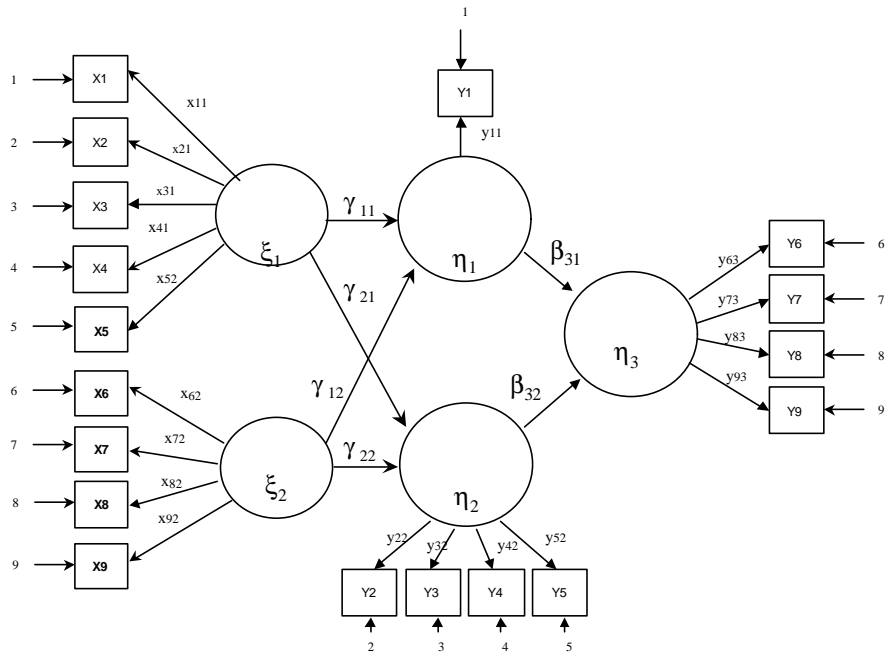 1
Y1
y11
1 X1 x11
2 X2 x21
3 X3 x31
4 X4 x41
5 X5 x52
ξ1
γ 11
η1
γ 21
γ 12
β31
β32
η3
y63 Y6 6
y73 Y7 7
y83 Y8 8
y93 Y9 9
6 X6 x62
7 X7 x72
8 X8 x82
9 X9 x92
ξ2
γ 22
η2
y22 y32 y42 y52
Y2 Y3 Y4 Y5
2 3 4 5